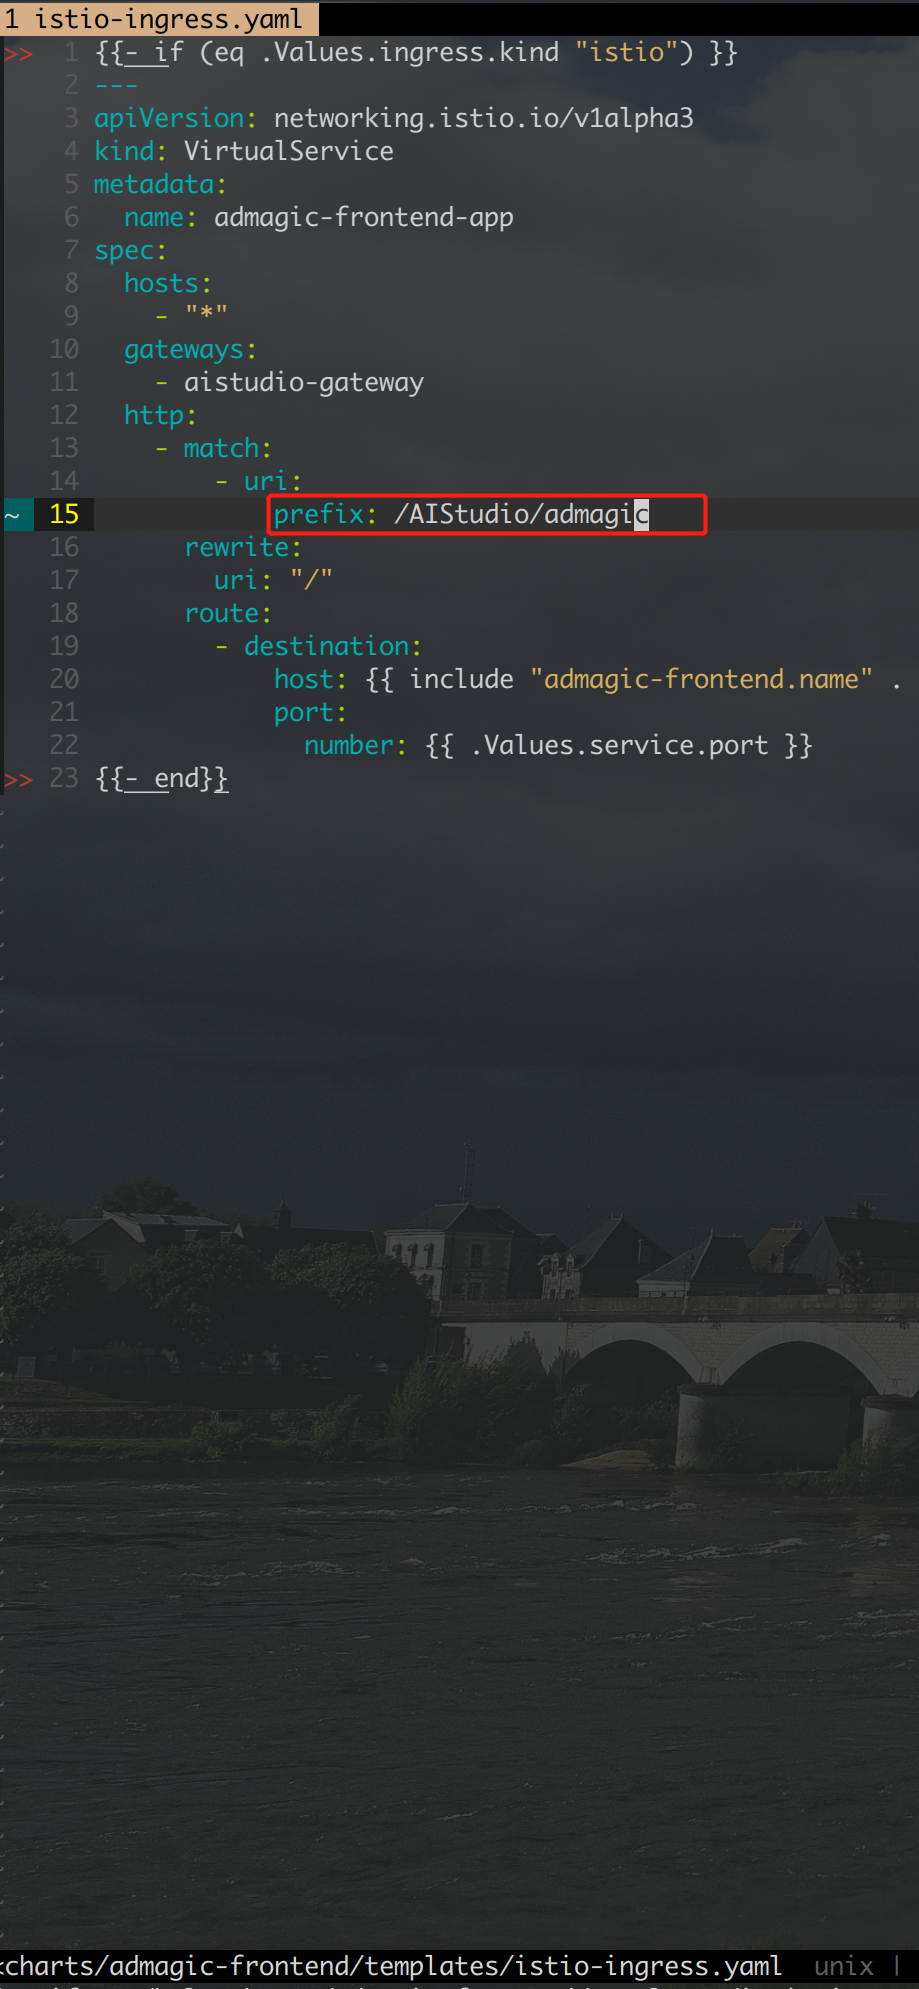 1 istio-ingress.yaml
>> 1 {{- if (eq .Values.ingress.kind "istio") }}
2 ---
3 apiVersion: networking.istio.io/v1alpha3
4 kind: VirtualService
5 metadata:
6   name: admagic-frontend-app
7 spec:
8   hosts:
9     - "*"
10   gateways:
11     - aistudio-gateway
12   http:
13     - match:
14         - uri:
~ 15             prefix: /AIStudio/admagic
16       rewrite:
17         uri: "/"
18       route:
19         - destination:
20             host: {{ include "admagic-frontend.name" .
21             port:
22               number: {{ .Values.service.port }}
>> 23 {{- end}}
<charts/admagic-frontend/templates/istio-ingress.yaml  unix |